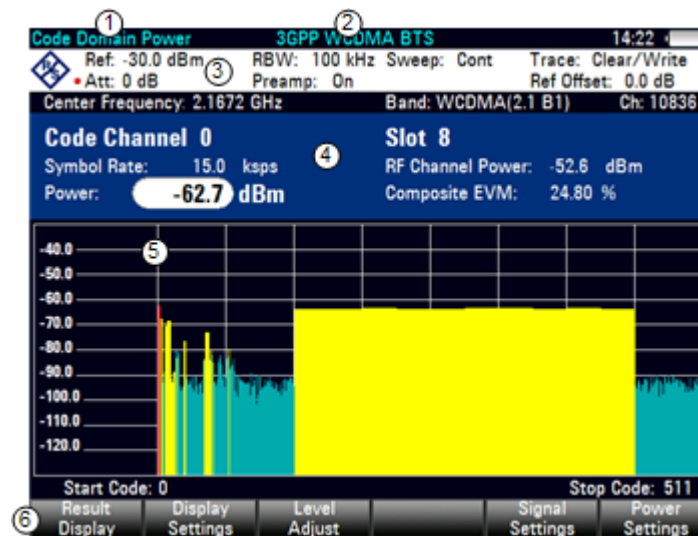 ① ②
Code Domain Power 3GPP WCDMA BTS 14:22
Ref: -30.0 dBm ③ RBW: 100 kHz Sweep: Cont Trace: Clear/Write
• Att: 0 dB Preamp: On Ref Offset: 0.0 dB
Center Frequency: 2.1672 GHz Band: WCDMA(2.1 B1) Ch: 10836
Code Channel 0 Slot 8
Symbol Rate: 15.0 ksps ④ RF Channel Power: -52.6 dBm
Power: -62.7 dBm Composite EVM: 24.80 %
-40.0 ⑤
-50.0
-60.0
-70.0
-80.0
-90.0
-100.0
-110.0
-120.0
Start Code: 0 Stop Code: 511
⑥ Result Display Level Signal Power
Display Settings Adjust Settings Settings